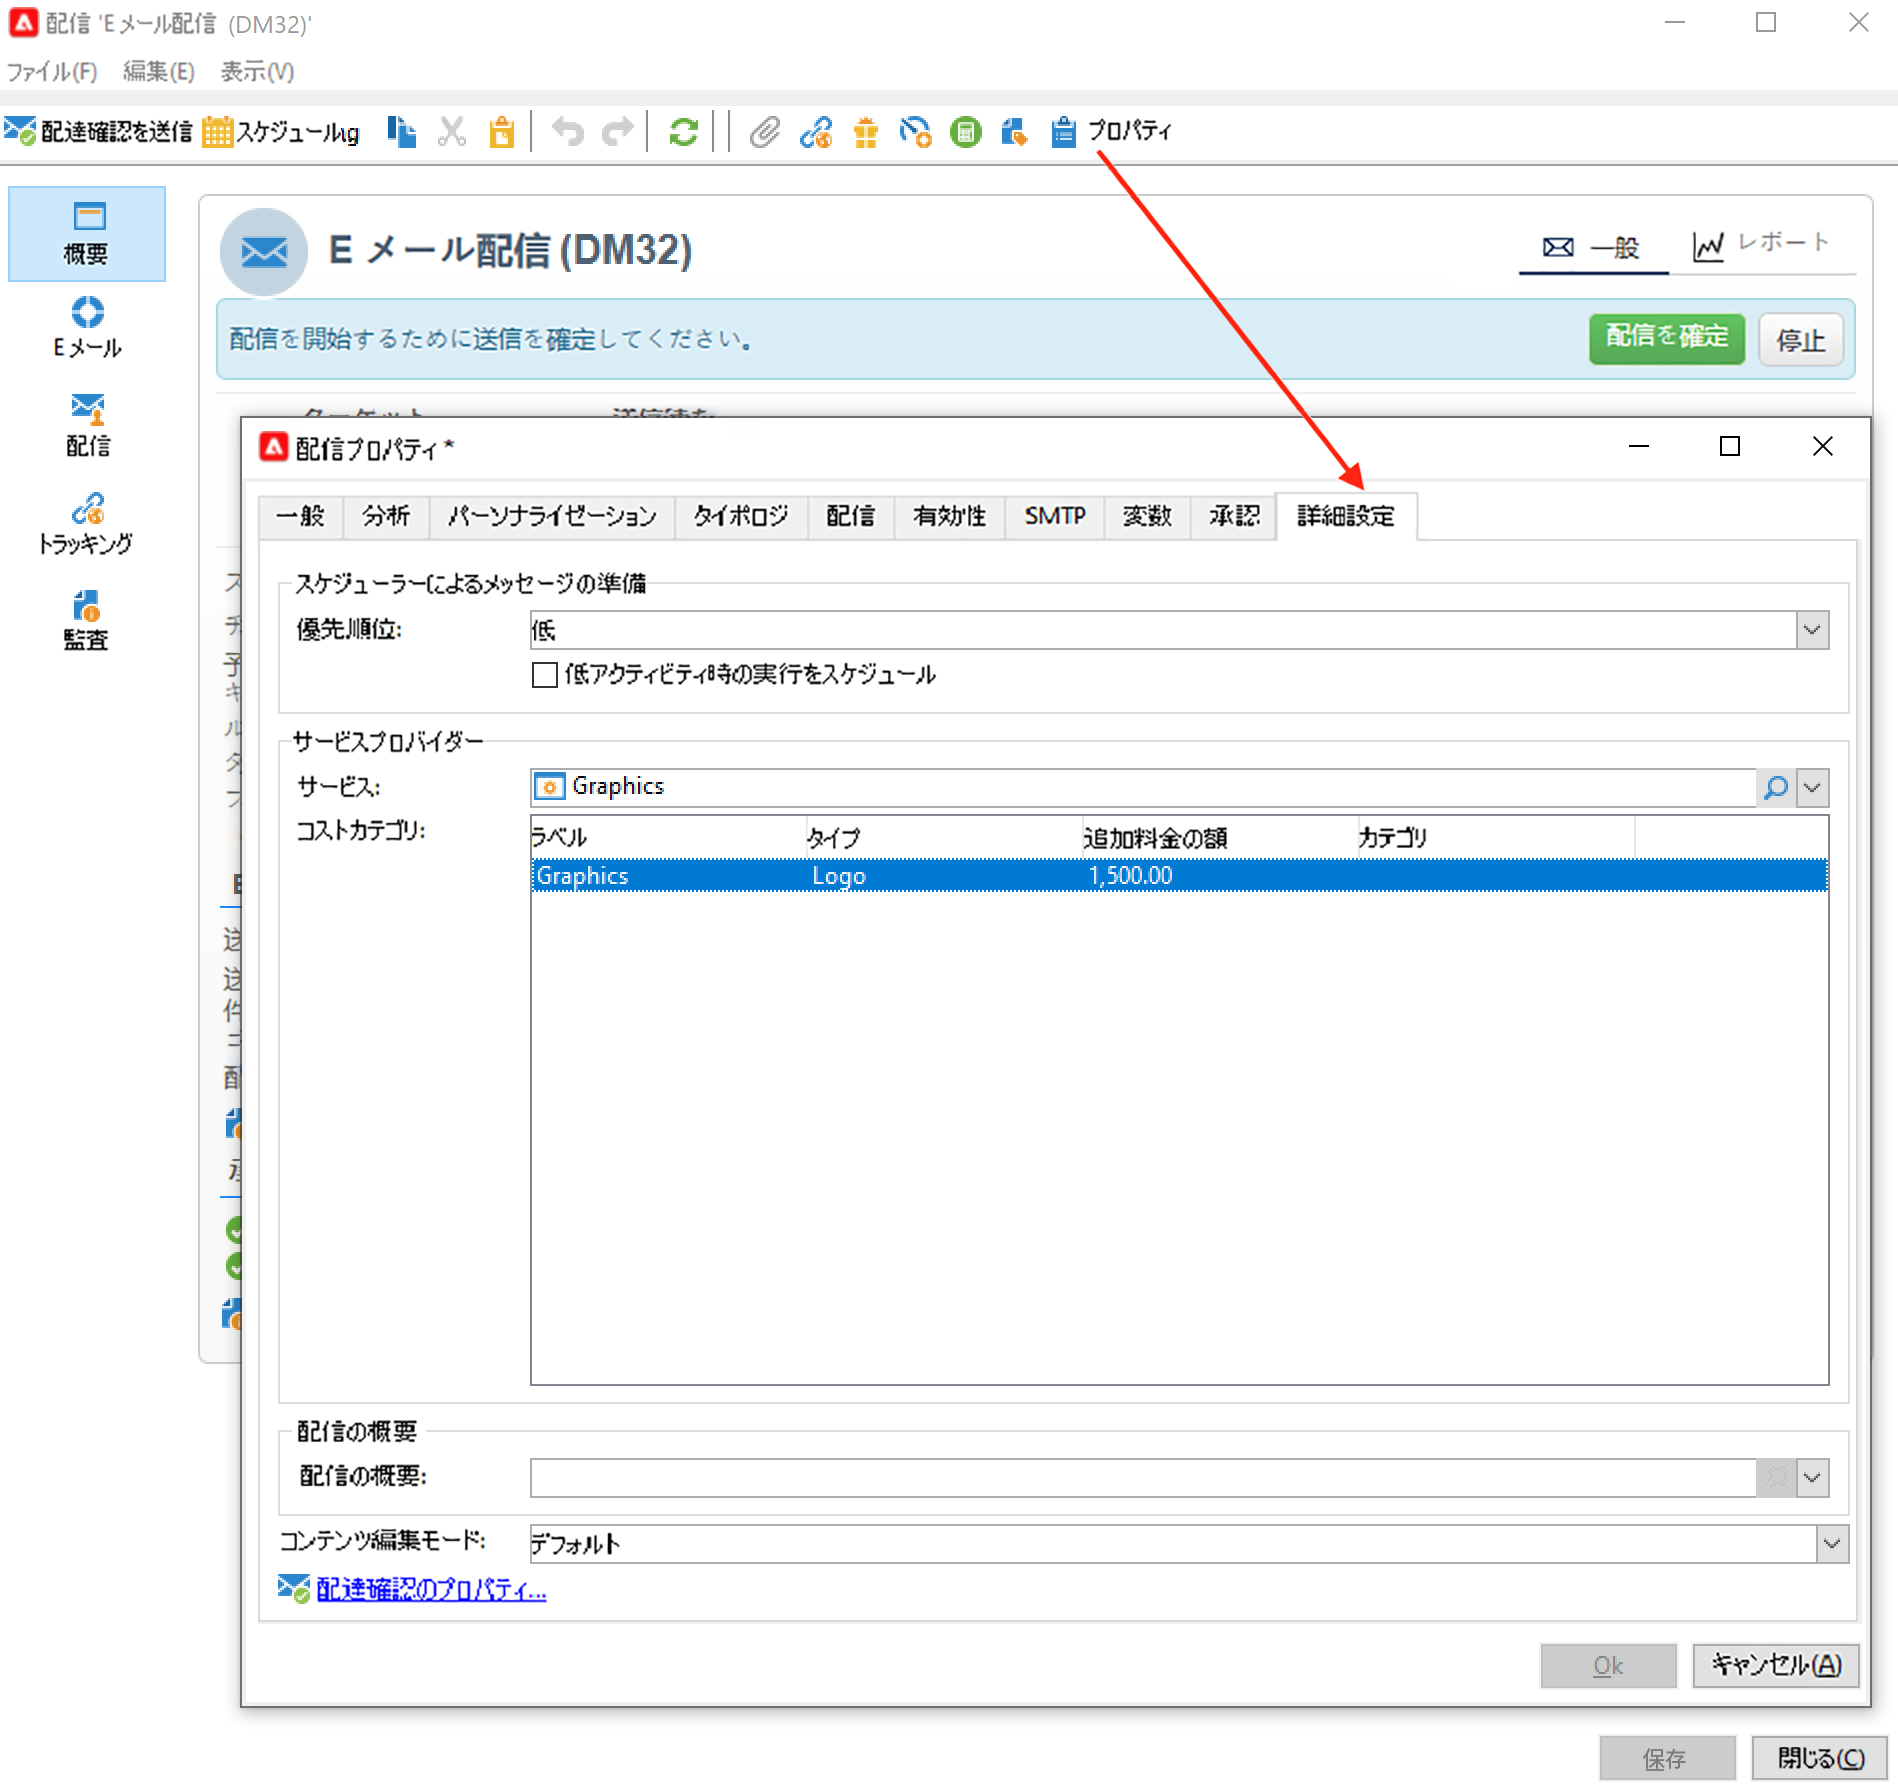 配信 'E メール配信 (DM32)'
ファイル(F) 編集(E) 表示(V)
配達確認を送信 スケジュールng プロパティ
概要
E メール
配信
トラッキング
監査
E メール配信 (DM32)
一般 レポート
配信を開始するために送信を確定してください。
配信を確定 停止
配信プロパティ *
一般 分析 パーソナライゼーション タイポロジ 配信 有効性 SMTP 変数 承認 詳細設定
スケジューラーによるメッセージの準備
優先順位: 低
低アクティビティ時の実行をスケジュール
サービスプロバイダー
サービス: Graphics
コストカテゴリ:
ラベル タイプ 追加料金の額 カテゴリ
Graphics Logo 1,500.00
配信の概要
配信の概要:
コンテンツ編集モード: デフォルト
配達確認のプロパティ...
Ok キャンセル(A)
保存 閉じる(C)